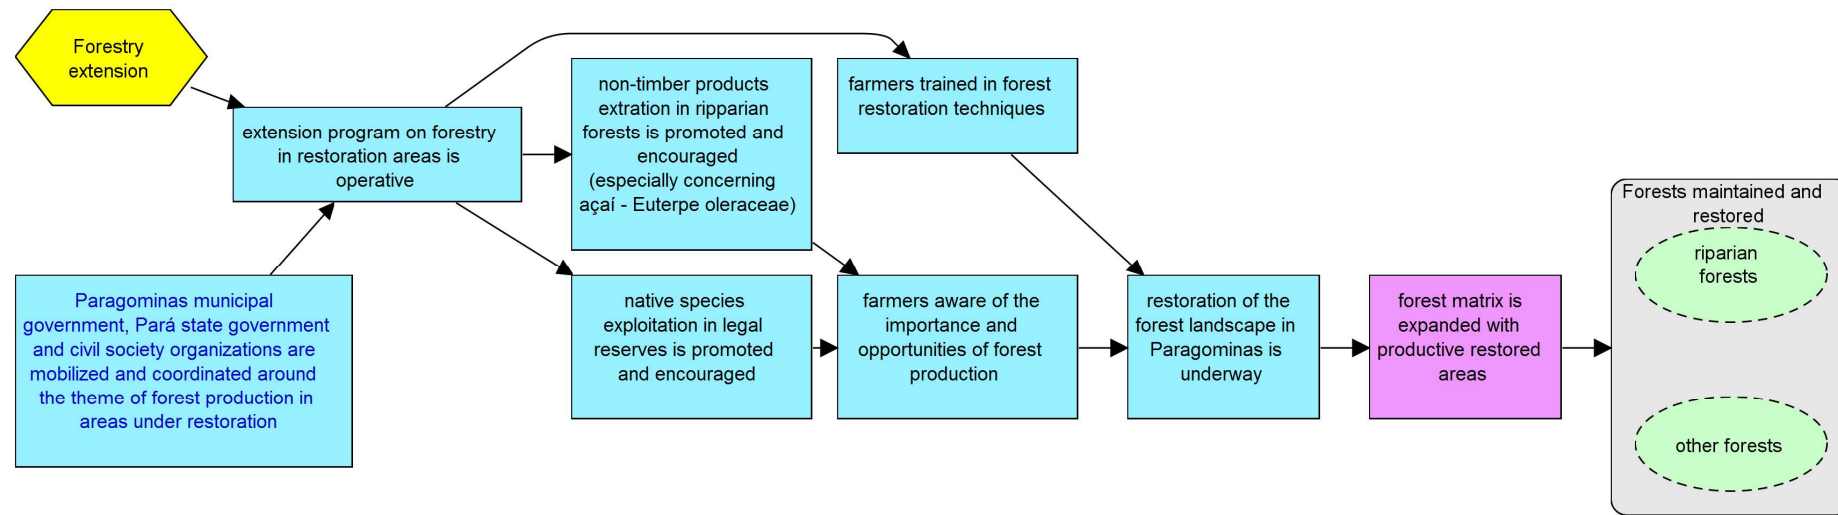 Forestry
extension
extension program on forestry
in restoration areas is
operative
Paragominas municipal
government, Pará state government
and civil society organizations are
mobilized and coordinated around
the theme of forest production in
areas under restoration
non-timber products
extration in ripparian
forests is promoted and
encouraged
(especially concerning
açaí - Euterpe oleraceae)
native species
exploitation in legal
reserves is promoted
and encouraged
farmers trained in forest
restoration techniques
farmers aware of the
importance and
opportunities of forest
production
restoration of the
forest landscape in
Paragominas is
underway
forest matrix is
expanded with
productive restored
areas
Forests maintained and
restored
riparian
forests
other forests